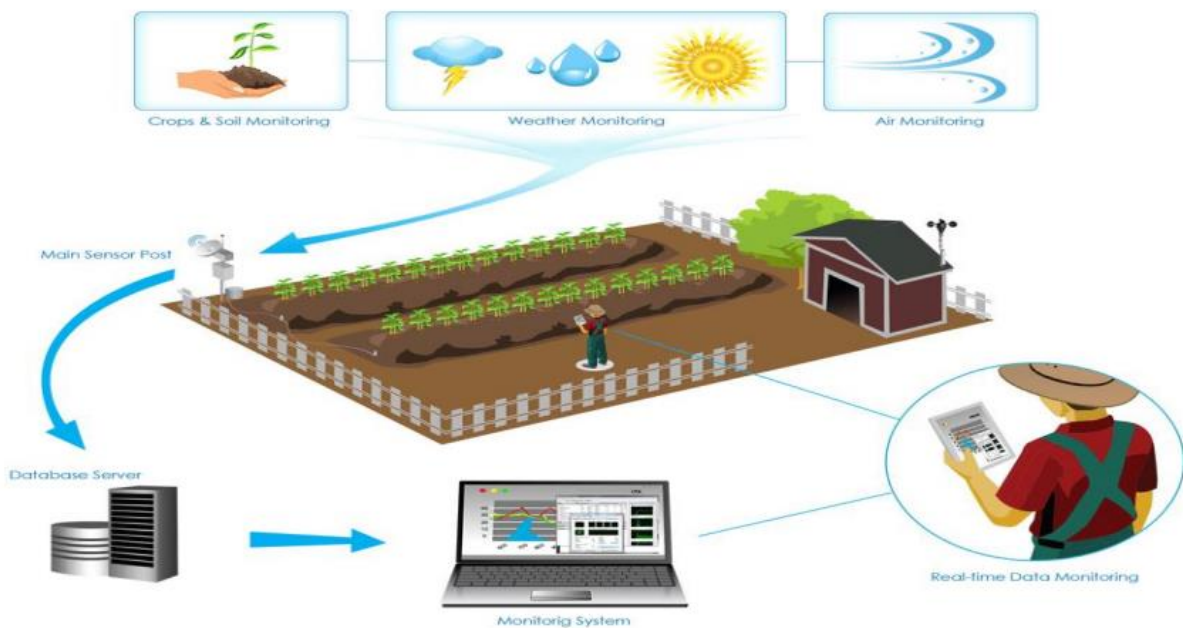 Crops & Soil Monitoring
Weather Monitoring
Air Monitoring
Main Sensor Post
Database Server
Real-time Data Monitoring
Monitorig System